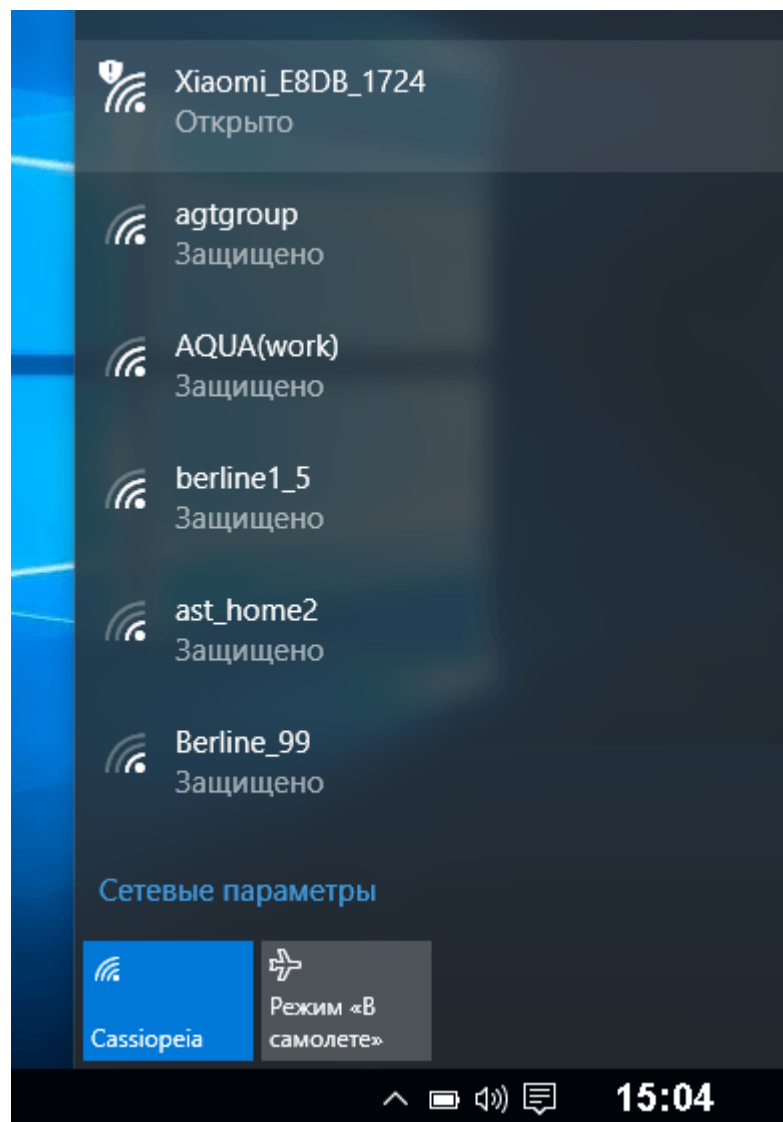 Xiaomi_E8DB_1724
Открыто
agtgroup
Защищено
AQUA(work)
Защищено
berline1_5
Защищено
ast_home2
Защищено
Berline_99
Защищено
Сетевые параметры
Cassiopeia
Режим «В
самолете»
15:04